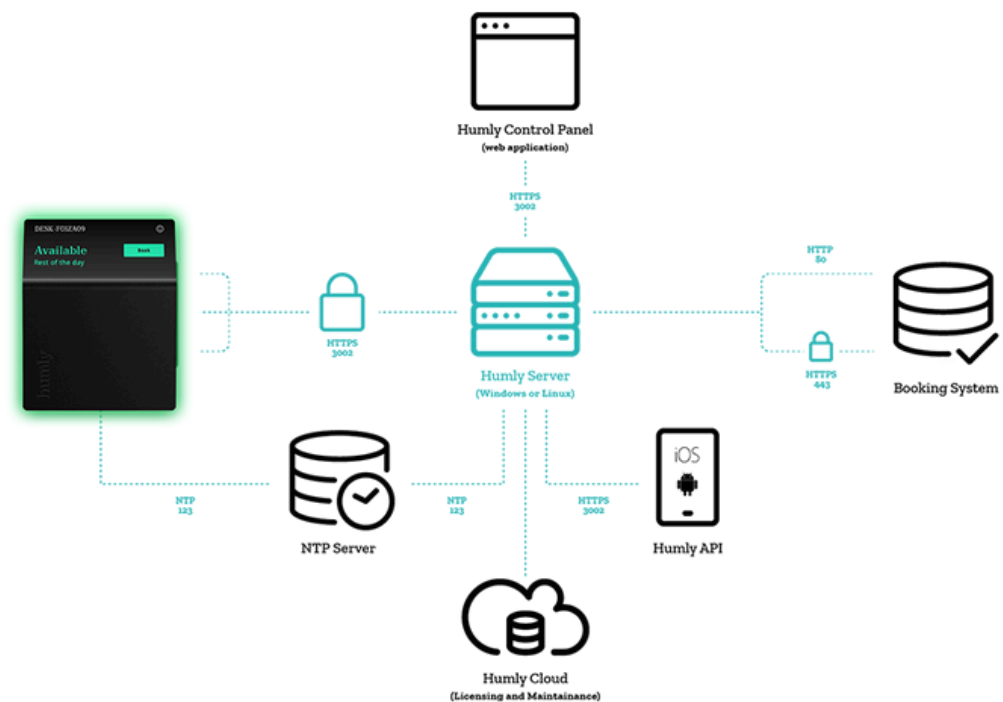 Humly Control Panel
(web application)
HTTPS
3002
DESK-FGIZA09
Available
Rest of the day
Book
humly
HTTPS
3002
Humly Server
(Windows or Linux)
HTTP
80
HTTPS
443
Booking System
NTP
123
NTP Server
NTP
123
HTTPS
3002
iOS
Humly API
Humly Cloud
(Licensing and Maintainance)